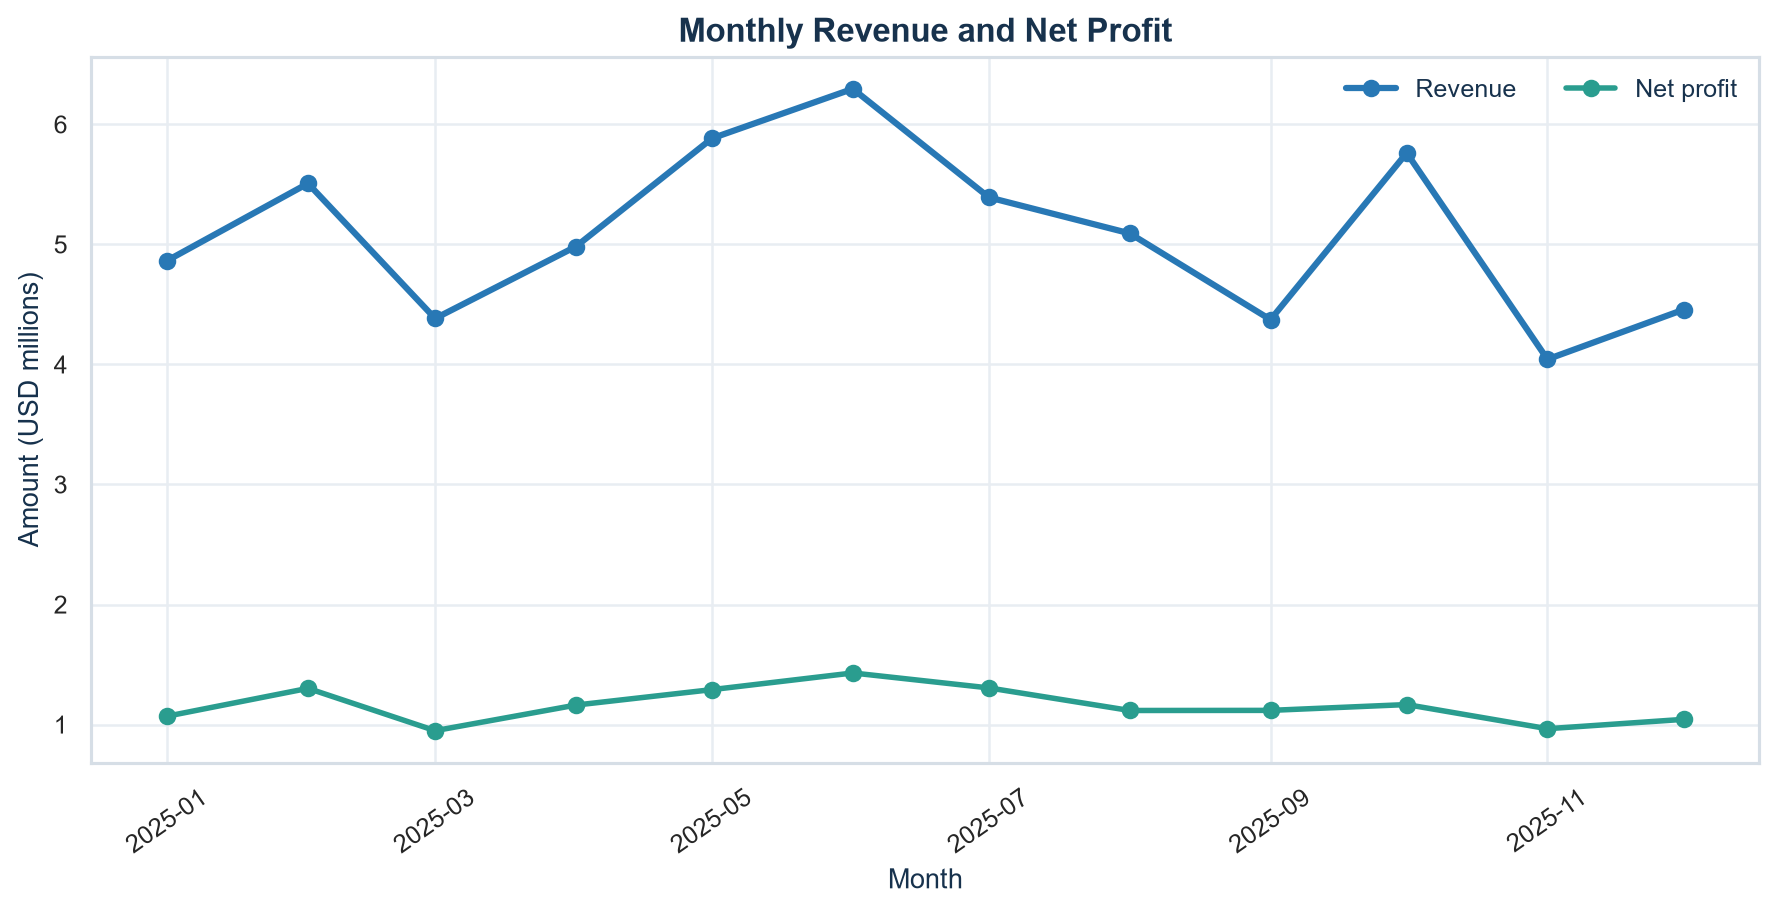 Monthly Revenue and Net Profit
Revenue
Net profit
Amount (USD millions)
6
5
4
3
2
1
2025-01
2025-03
2025-05
2025-07
2025-09
2025-11
Month